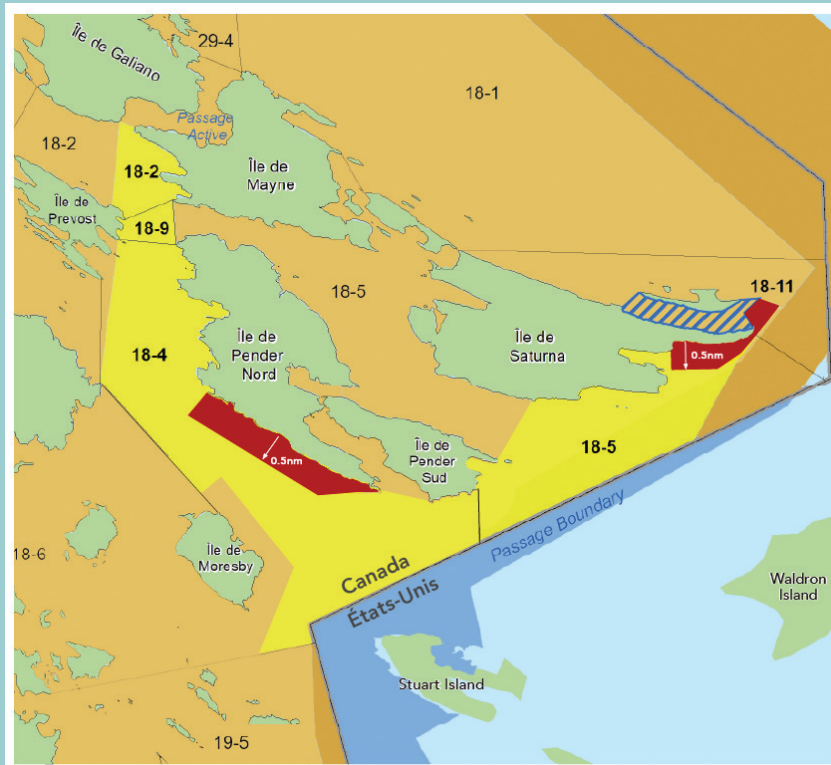 29-4
Île de Galiano
18-1
Passage
Active
18-2
18-2
Île de
Mayne
Île de
Prevost
18-9
18-5
18-11
Île de
Pender
Nord
Île de
Saturna
18-4
0.5nm
0.5nm
Île de
Pender
Sud
18-5
18-6
Île de
Moresby
Canada
États-Unis
Passage Boundary
Waldron
Island
Stuart Island
19-5